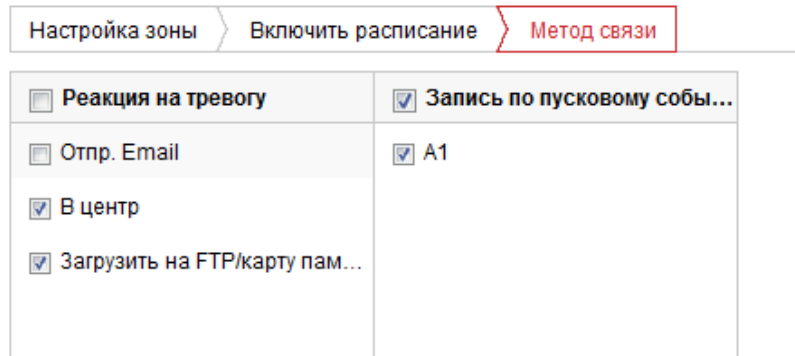 Настройка зоны Включить расписание Метод связи
Реакция на тревогу Запись по пусковому собы...
Отпр. Email A1
В центр
Загрузить на FTP/карту пам...